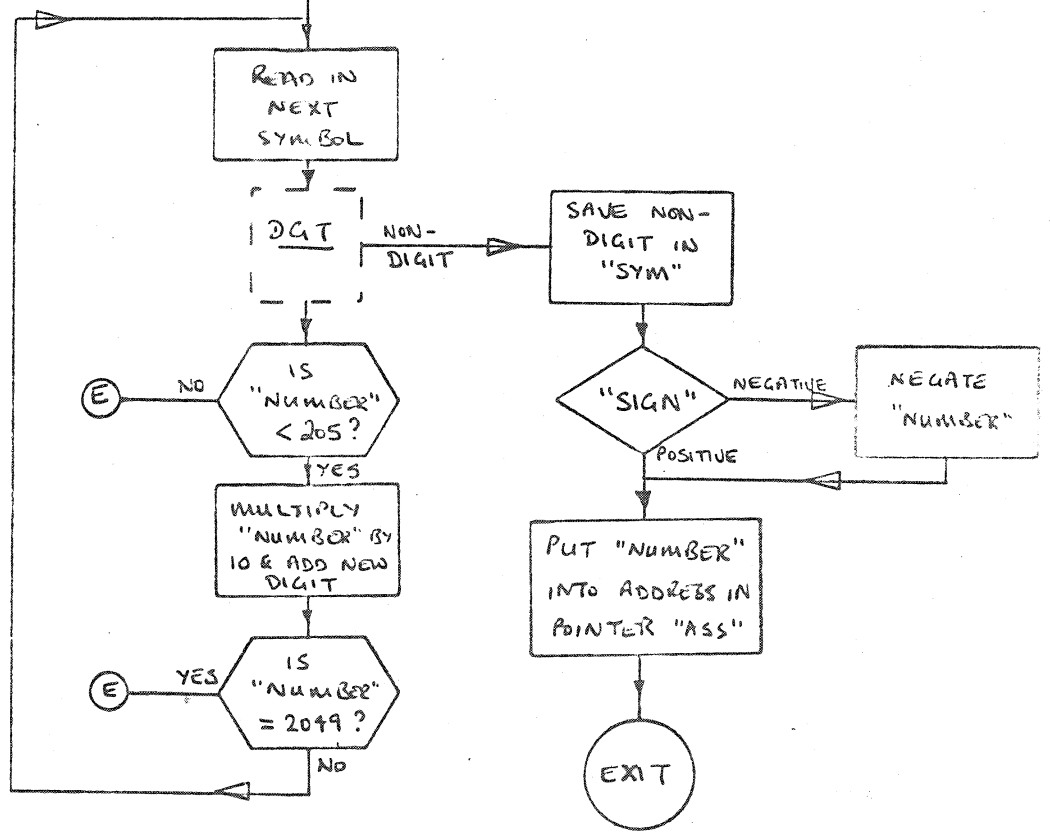 READ IN
NEXT
SYMBOL
DGT
NON-
DIGIT
SAVE NON-
DIGIT IN
"SYM"
IS
"NUMBER"
< 205?
NO
E
YES
"SIGN"
NEGATIVE
NEGATE
"NUMBER"
POSITIVE
MULTIPLY
"NUMBER" BY
10 & ADD NEW
DIGIT
PUT "NUMBER"
INTO ADDRESS IN
POINTER "ASS"
IS
"NUMBER"
= 2049?
YES
E
NO
EXIT